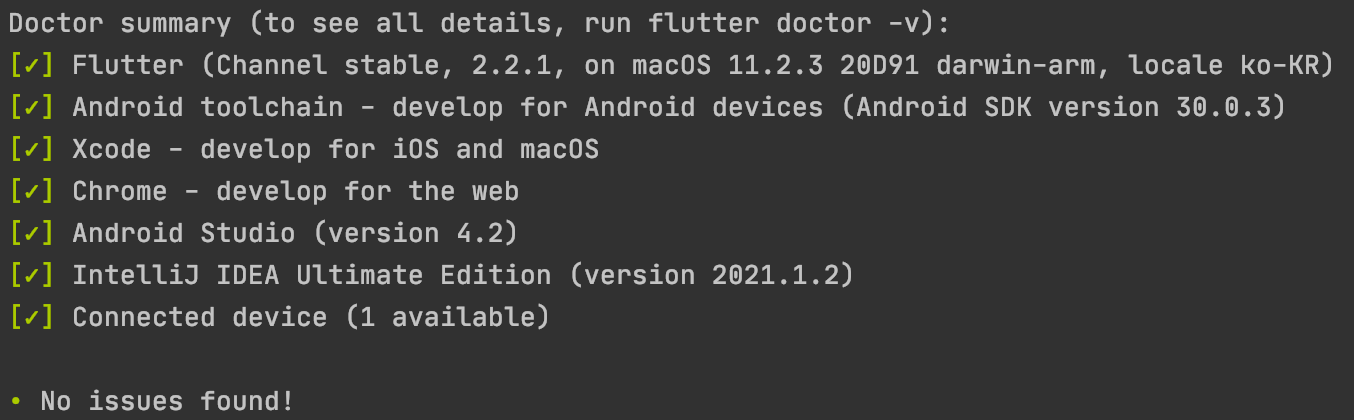 Doctor summary (to see all details, run flutter doctor -v):
[✓] Flutter (Channel stable, 2.2.1, on macOS 11.2.3 20D91 darwin-arm, locale ko-KR)
[✓] Android toolchain - develop for Android devices (Android SDK version 30.0.3)
[✓] Xcode - develop for iOS and macOS
[✓] Chrome - develop for the web
[✓] Android Studio (version 4.2)
[✓] IntelliJ IDEA Ultimate Edition (version 2021.1.2)
[✓] Connected device (1 available)
• No issues found!